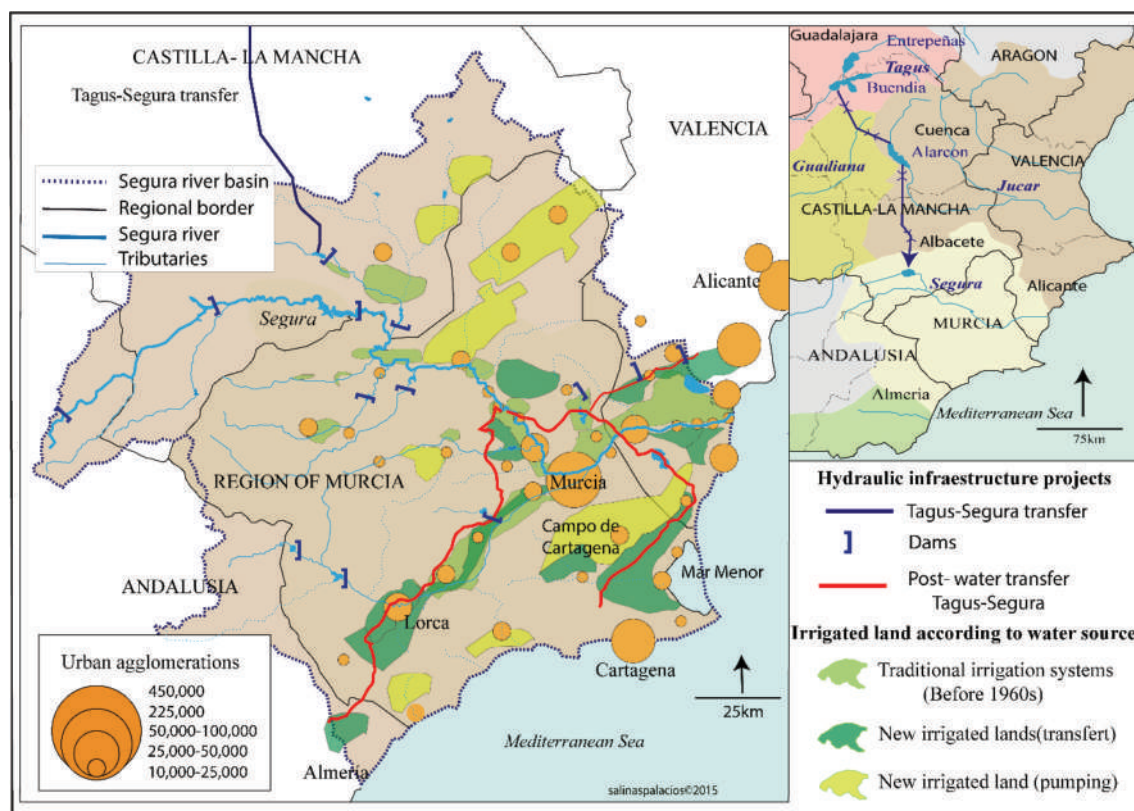 CASTILLA- LA MANCHA
Tagus-Segura transfer
VALENCIA
Segura river basin
Regional border
Segura river
Tributaries
Alicante
Segura
REGION OF MURCIA
Murcia
Campo de
Cartagena
Mar Menor
ANDALUSIA
Lorca
Cartagena
Urban agglomerations
450,000
225,000
50,000-100,000
25,000-50,000
10,000-25,000
25km
Mediterranean Sea
Almeria
salinaspalacios©2015
Guadalajara
Entrepeñas
ARAGON
Tagus
Buendia
Cuenca
Alarcon
VALENCIA
Guadiana
Jucar
CASTILLA-LA MANCHA
Albacete
Segura
Alicante
MURCIA
ANDALUSIA
Almeria
Mediterranean Sea
75km
Hydraulic infraestructure projects
Tagus-Segura transfer
Dams
Post- water transfer
Tagus-Segura
Irrigated land according to water source
Traditional irrigation systems
(Before 1960s)
New irrigated lands(transfert)
New irrigated land (pumping)